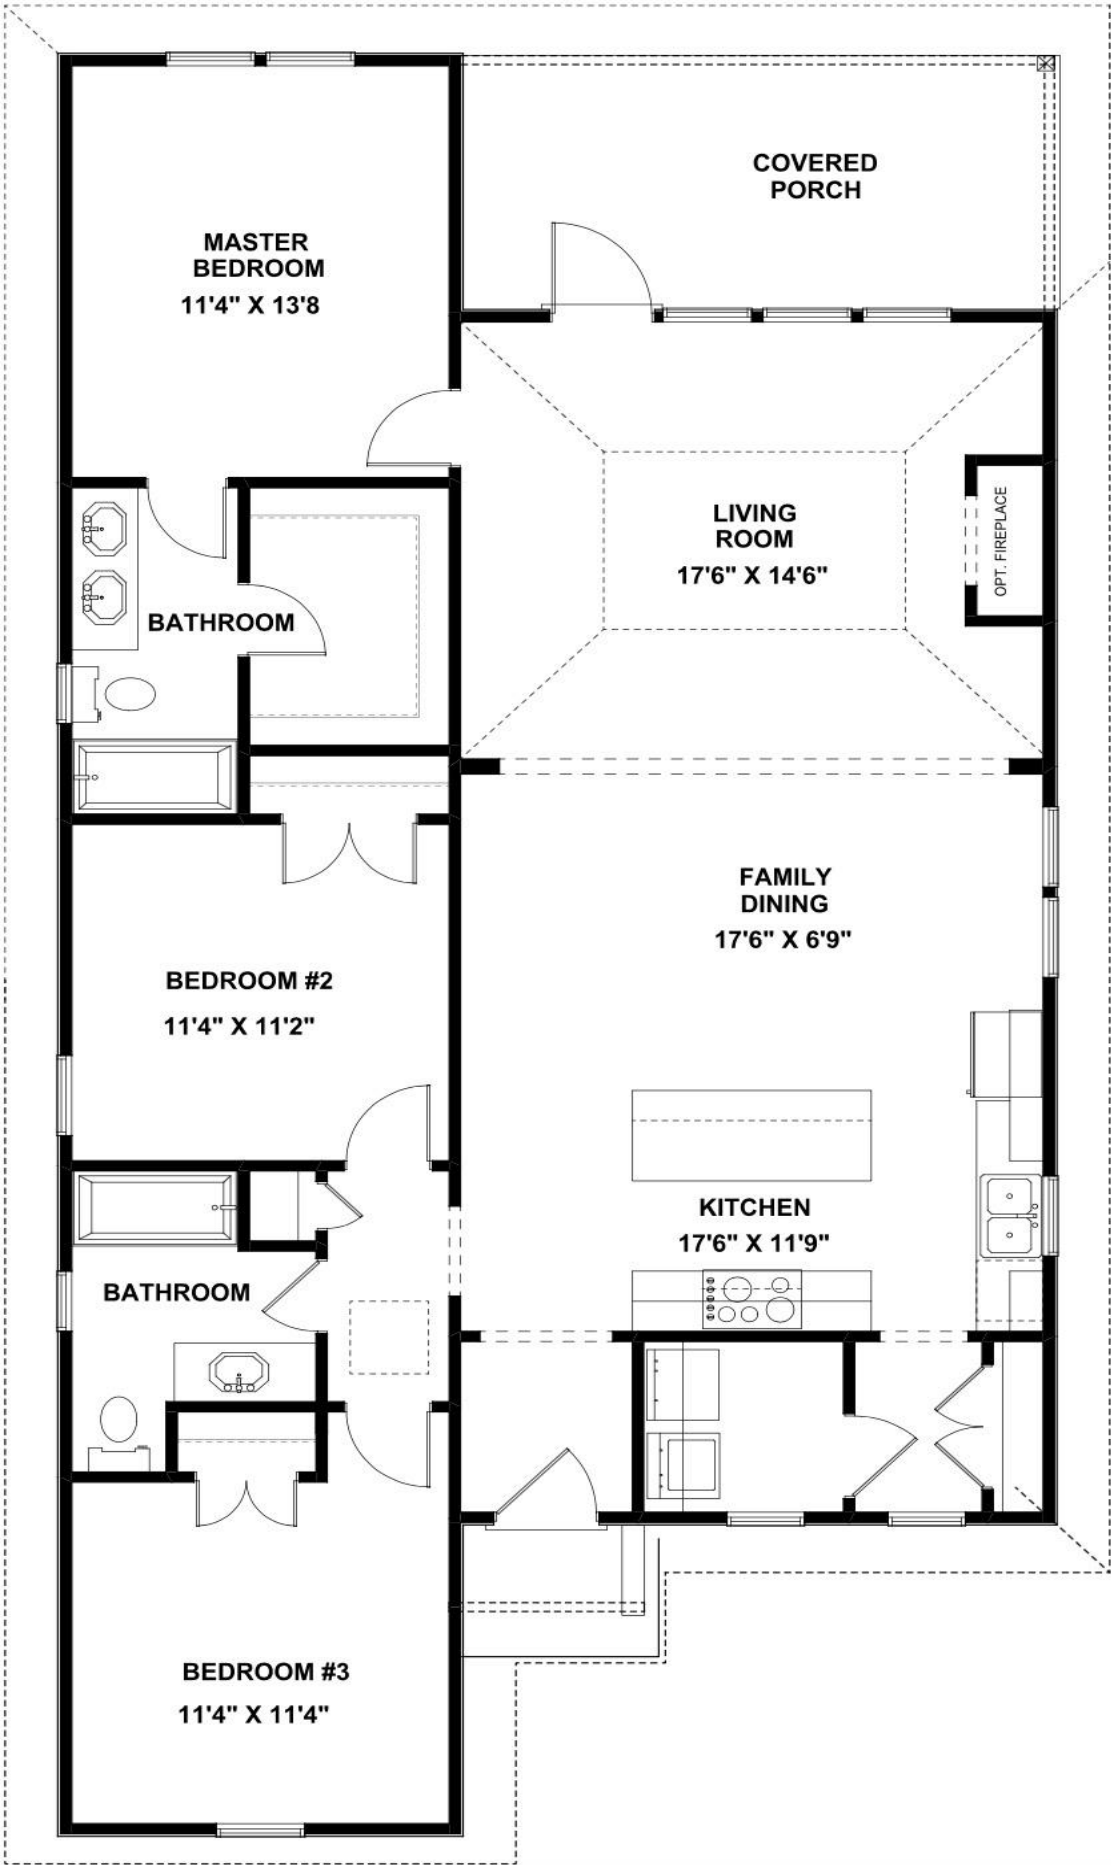 COVERED
PORCH
MASTER
BEDROOM
11'4" X 13'8
LIVING
ROOM
17'6" X 14'6"
OPT. FIREPLACE
BATHROOM
FAMILY
DINING
17'6" X 6'9"
BEDROOM #2
11'4" X 11'2"
KITCHEN
17'6" X 11'9"
BATHROOM
BEDROOM #3
11'4" X 11'4"